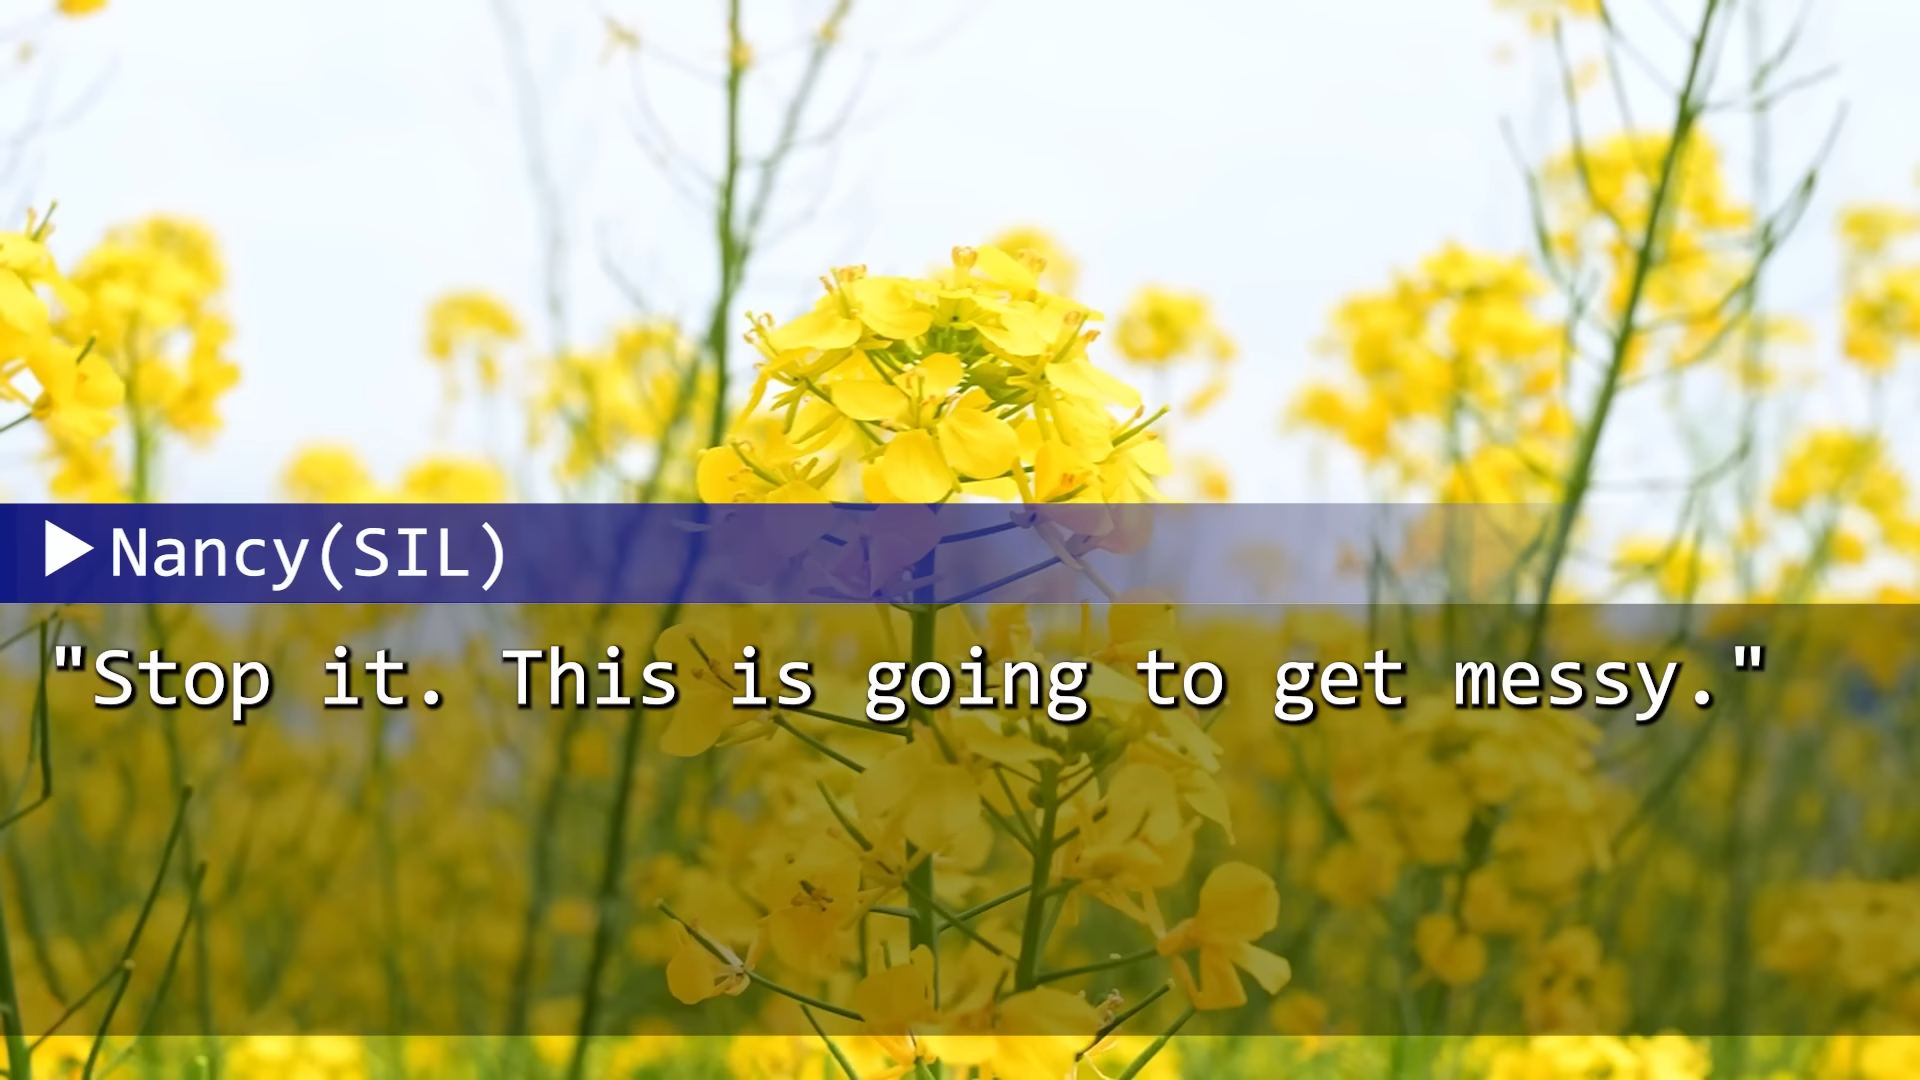 ▶Nancy(SIL)
"Stop it. This is going to get messy."